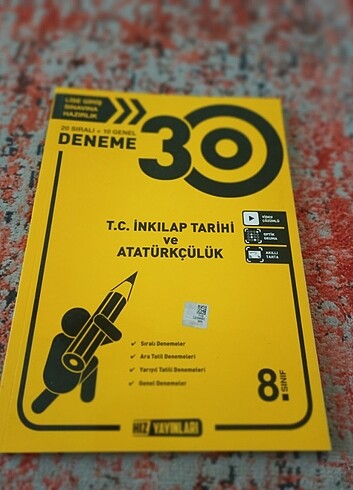 LİSE GİRİŞ
SINAVINA
HAZIRLIK
20 SIRALI + 10 GENEL
DENEME
30
T.C. İNKILAP TARİHİ
ve
ATATÜRKÇÜLÜK
VİDEO
ÇÖZÜMLÜ
OPTİK
OKUMA
AKILLI
TAHTA
✓ Sıralı Denemeler
✓ Ara Tatil Denemeleri
✓ Yarıyıl Tatili Denemeleri
✓ Genel Denemeler
8.SINIF
HIZ YAYINLARI